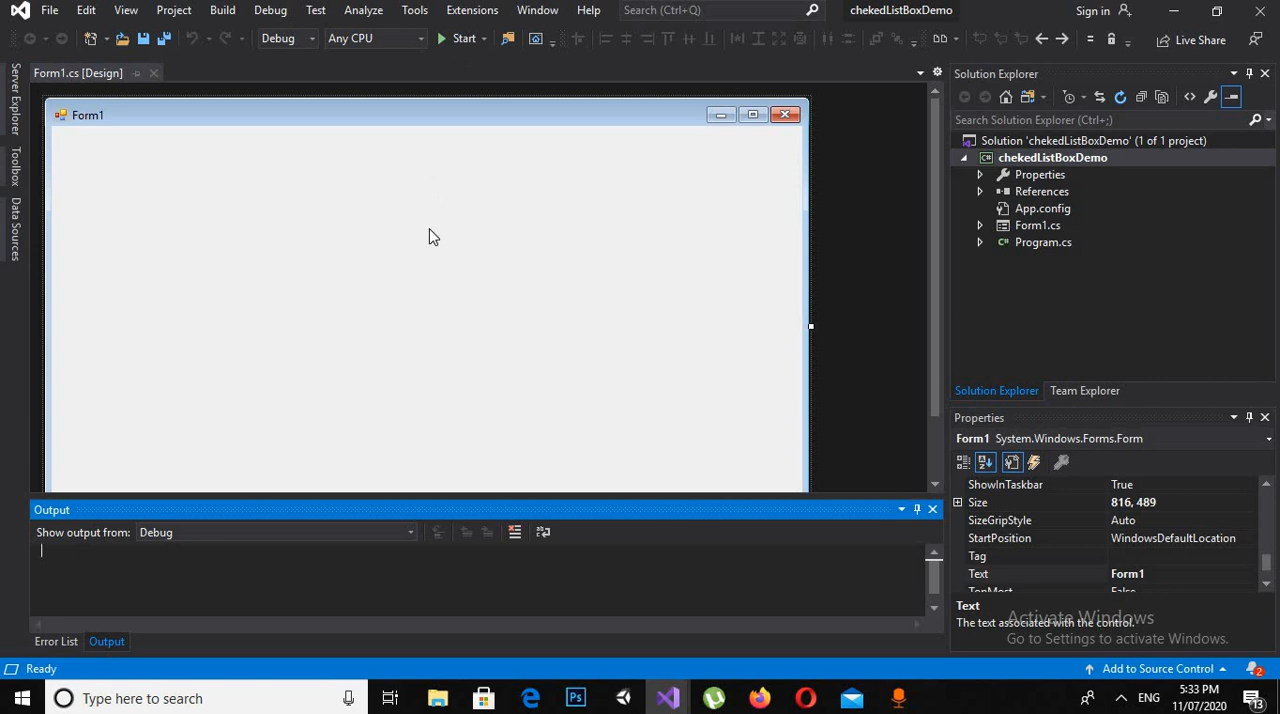 File Edit View Project Build Debug Test Analyze Tools Extensions Window Help Search (Ctrl+Q) chekedListBoxDemo Sign in
Debug Any CPU Start Live Share
Form1.cs [Design]
Server Explorer
Toolbox
Data Sources
Form1
Solution Explorer
Search Solution Explorer (Ctrl+;)
Solution 'chekedListBoxDemo' (1 of 1 project)
C# chekedListBoxDemo
Properties
References
App.config
Form1.cs
C# Program.cs
Solution Explorer Team Explorer
Properties
Form1 System.Windows.Forms.Form
ShowInTaskbar True
Size 816, 489
SizeGripStyle Auto
StartPosition WindowsDefaultLocation
Tag
Text Form1
TopMost False
Text
The text associated with the control.
Activate Windows
Go to Settings to activate Windows.
Output
Show output from: Debug
Error List Output
Ready Add to Source Control 2
Type here to search Ps ENG 5:33 PM
11/07/2020 13